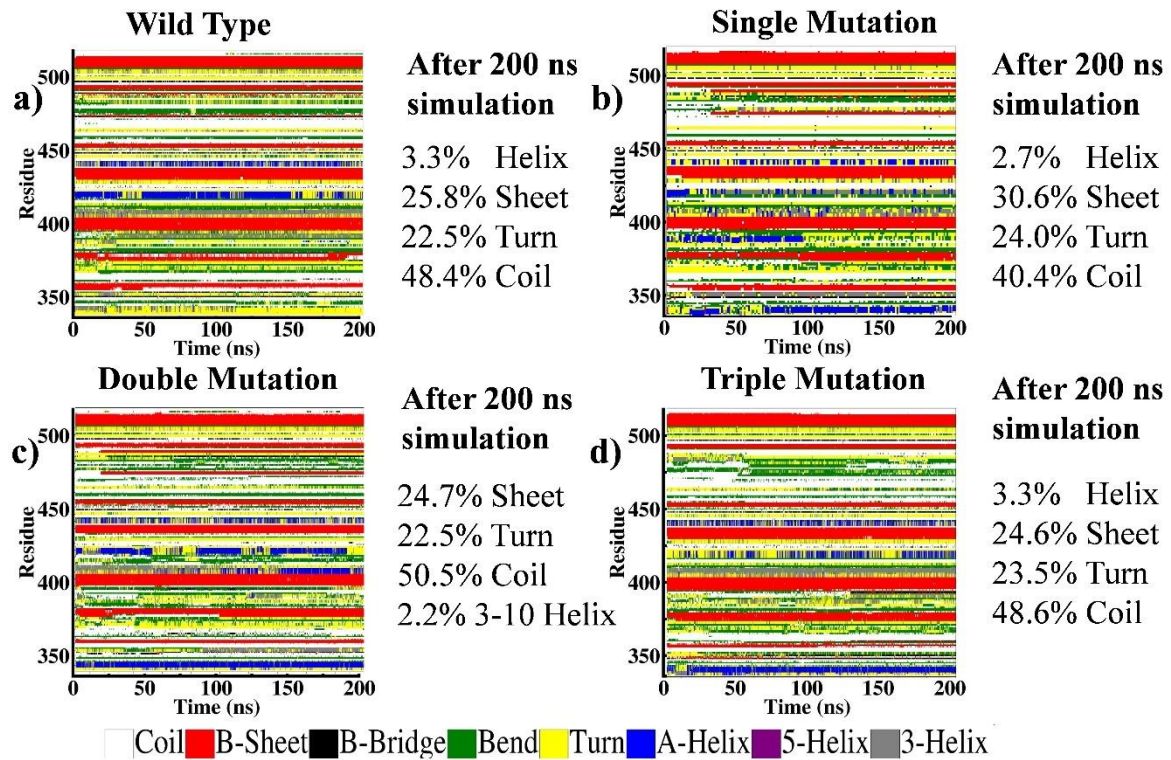 Wild Type
a)
Residue
500
450
400
350
0 50 100 150 200
Time (ns)
After 200 ns
simulation
3.3% Helix
25.8% Sheet
22.5% Turn
48.4% Coil
Single Mutation
b)
Residue
500
450
400
350
0 50 100 150 200
Time (ns)
After 200 ns
simulation
2.7% Helix
30.6% Sheet
24.0% Turn
40.4% Coil
Double Mutation
c)
Residue
500
450
400
350
0 50 100 150 200
Time (ns)
After 200 ns
simulation
24.7% Sheet
22.5% Turn
50.5% Coil
2.2% 3-10 Helix
Triple Mutation
d)
Residue
500
450
400
350
0 50 100 150 200
Time (ns)
After 200 ns
simulation
3.3% Helix
24.6% Sheet
23.5% Turn
48.6% Coil
Coil B-Sheet B-Bridge Bend Turn A-Helix 5-Helix 3-Helix